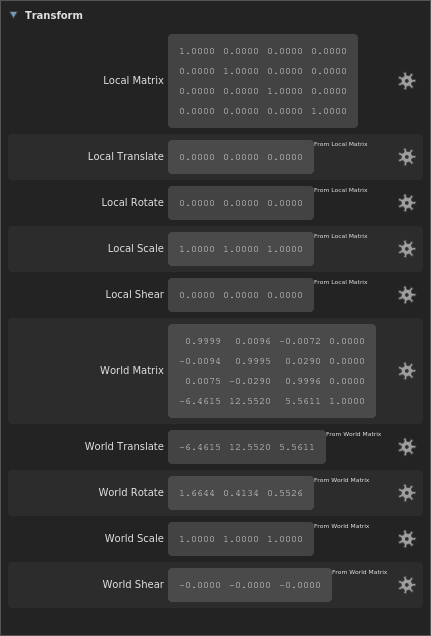 Transform
Local Matrix
1.0000 0.0000 0.0000 0.0000
0.0000 1.0000 0.0000 0.0000
0.0000 0.0000 1.0000 0.0000
0.0000 0.0000 0.0000 1.0000
Local Translate 0.0000 0.0000 0.0000 From Local Matrix
Local Rotate 0.0000 0.0000 0.0000 From Local Matrix
Local Scale 1.0000 1.0000 1.0000 From Local Matrix
Local Shear 0.0000 0.0000 0.0000 From Local Matrix
World Matrix
0.9999 0.0096 -0.0072 0.0000
-0.0094 0.9995 0.0290 0.0000
0.0075 -0.0290 0.9996 0.0000
-6.4615 12.5520 5.5611 1.0000
World Translate -6.4615 12.5520 5.5611 From World Matrix
World Rotate 1.6644 0.4134 0.5526 From World Matrix
World Scale 1.0000 1.0000 1.0000 From World Matrix
World Shear -0.0000 -0.0000 -0.0000 From World Matrix